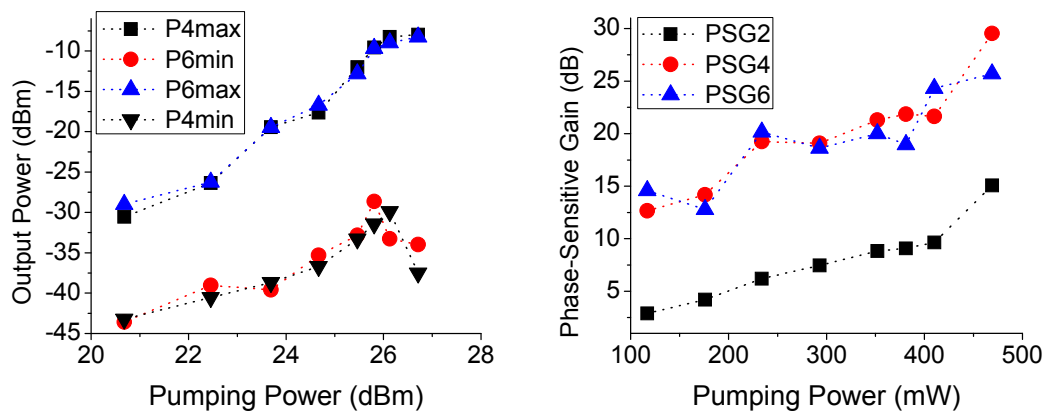 P4max
P6min
P6max
P4min
-10
-15
-20
-25
-30
-35
-40
-45
20
22
24
26
28
Output Power (dBm)
Pumping Power (dBm)
PSG2
PSG4
PSG6
30
25
20
15
10
5
100
200
300
400
500
Phase-Sensitive Gain (dB)
Pumping Power (mW)